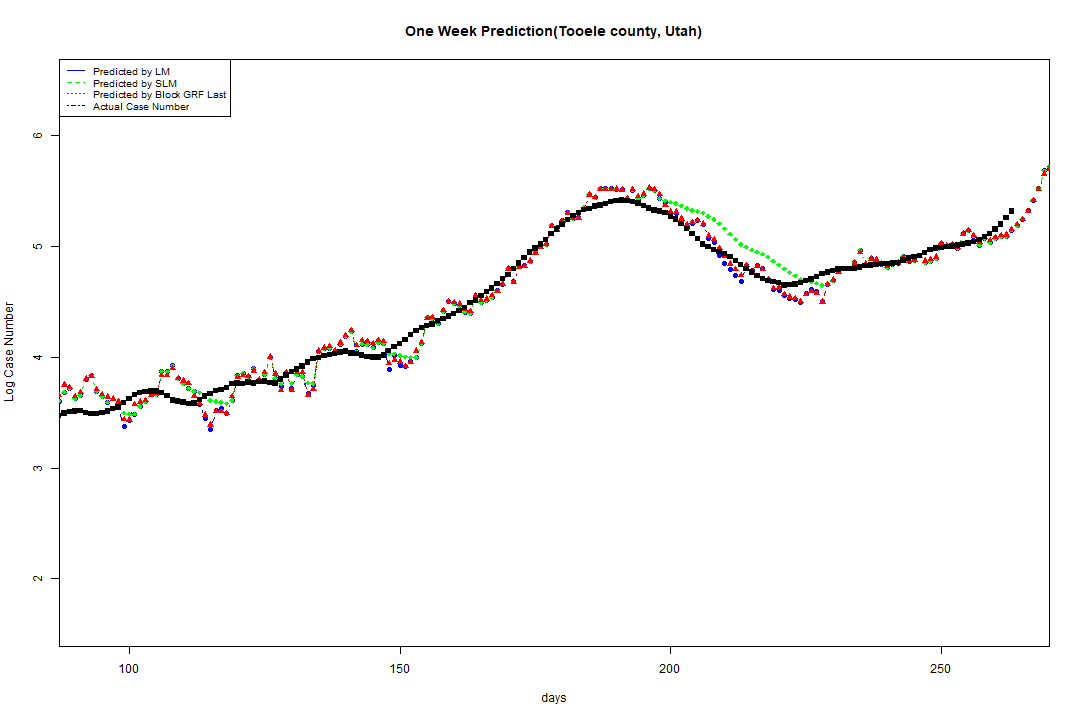 One Week Prediction(Tooele county, Utah)
Predicted by LM
Predicted by SLM
Predicted by Block GRF Last
Actual Case Number
6
5
4
3
2
Log Case Number
100 150 200 250
days